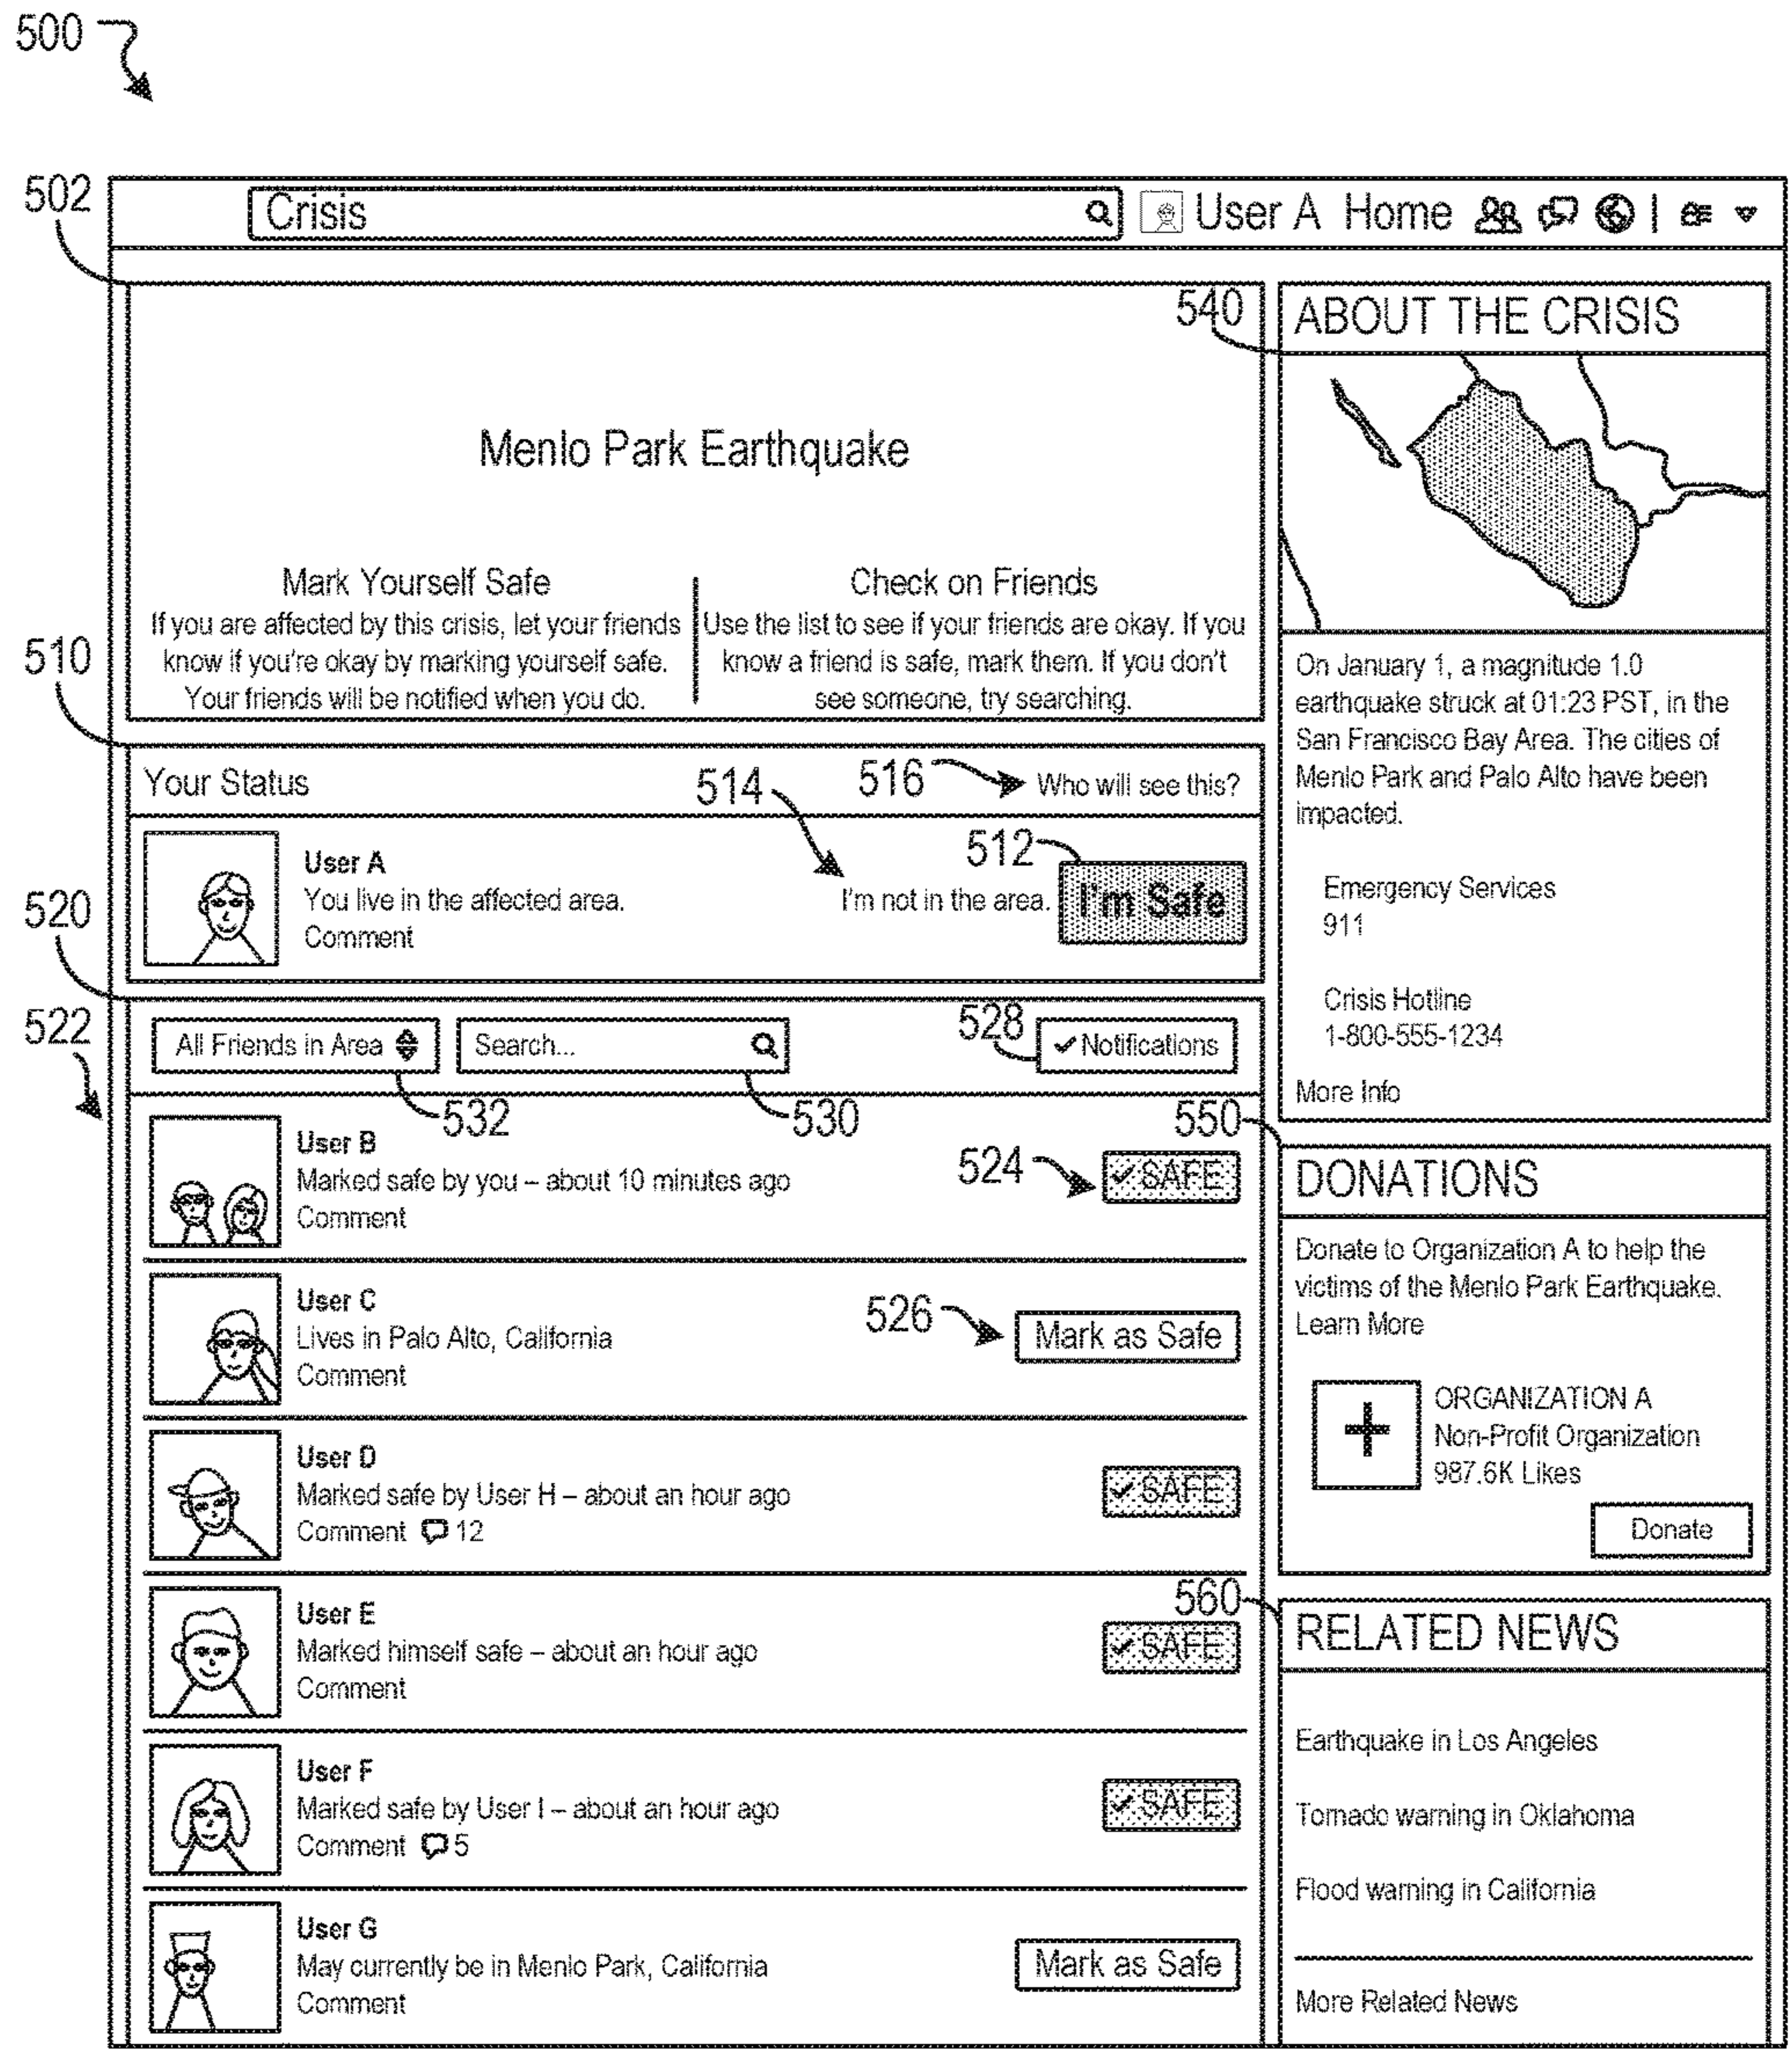 500
502
Crisis
User A Home
540
Menlo Park Earthquake
Mark Yourself Safe
If you are affected by this crisis, let your friends
know if you're okay by marking yourself safe.
Your friends will be notified when you do.
Check on Friends
Use the list to see if your friends are okay. If you
know a friend is safe, mark them. If you don't
see someone, try searching.
510
Your Status
514
516
Who will see this?
512
User A
You live in the affected area.
Comment
I'm not in the area.
I'm Safe
520
522
All Friends in Area
Search...
528
Notifications
532
530
User B
Marked safe by you – about 10 minutes ago
Comment
524
SAFE
User C
Lives in Palo Alto, California
Comment
526
Mark as Safe
User D
Marked safe by User H – about an hour ago
Comment 12
SAFE
User E
Marked himself safe – about an hour ago
Comment
SAFE
User F
Marked safe by User I – about an hour ago
Comment 5
SAFE
User G
May currently be in Menlo Park, California
Comment
Mark as Safe
ABOUT THE CRISIS
On January 1, a magnitude 1.0
earthquake struck at 01:23 PST, in the
San Francisco Bay Area. The cities of
Menlo Park and Palo Alto have been
impacted.
Emergency Services
911
Crisis Hotline
1-800-555-1234
More Info
550
DONATIONS
Donate to Organization A to help the
victims of the Menlo Park Earthquake.
Learn More
ORGANIZATION A
Non-Profit Organization
987.6K Likes
Donate
560
RELATED NEWS
Earthquake in Los Angeles
Tornado warning in Oklahoma
Flood warning in California
More Related News